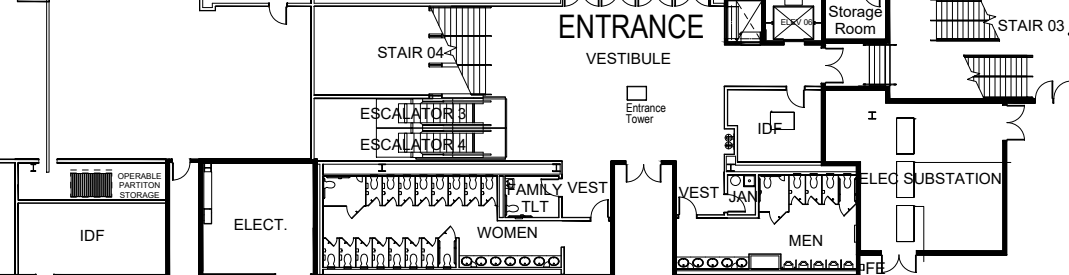 ENTRANCE
VESTIBULE
STAIR 04
ELEV 06
Storage
Room
STAIR 03
Entrance
Tower
ESCALATOR 3
ESCALATOR 4
IDF
OPERABLE
PARTITON
STORAGE
IDF
ELECT.
FAMILY
TLT
VEST
WOMEN
VEST
JAN
MEN
ELEC SUBSTATION
FE